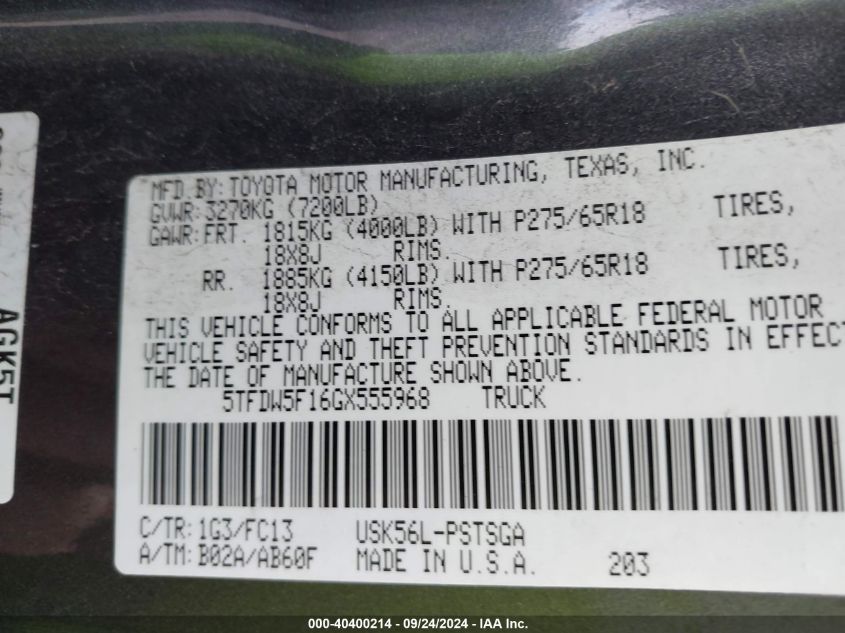 MFD. BY: TOYOTA MOTOR MANUFACTURING, TEXAS, INC.
GVWR: 3270KG (7200LB)
GAWR: FRT. 1815KG (4000LB) WITH P275/65R18 TIRES,
18X8J RIMS.
RR. 1885KG (4150LB) WITH P275/65R18 TIRES,
18X8J RIMS.
THIS VEHICLE CONFORMS TO ALL APPLICABLE FEDERAL MOTOR
VEHICLE SAFETY AND THEFT PREVENTION STANDARDS IN EFFECT
THE DATE OF MANUFACTURE SHOWN ABOVE.
5TFDW5F16GX555968 TRUCK
C/TR: 1G3/FC13 USK56L-PSTSGA
A/TM: B02A/AB60F MADE IN U.S.A. 203
AGK5T
000-40400214 - 09/24/2024 - IAA Inc.